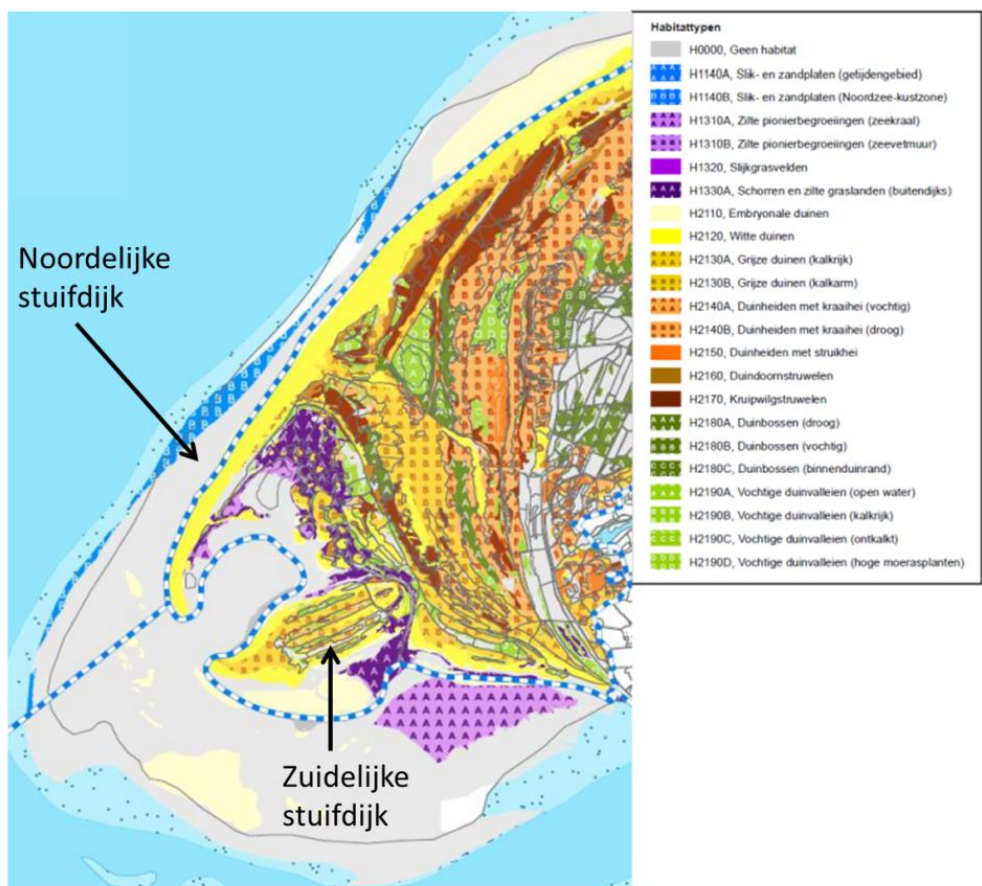 Noordelijke
stuifdijk
Zuidelijke
stuifdijk
Habitattypen
H0000, Geen habitat
H1140A, Slik- en zandplaten (getijdengebied)
H1140B, Slik- en zandplaten (Noordzee-kustzone)
H1310A, Zilte pionierbegroeiingen (zeekraal)
H1310B, Zilte pionierbegroeiingen (zeevetmuur)
H1320, Slijkgrasvelden
H1330A, Schorren en zilte graslanden (buitendijks)
H2110, Embryonale duinen
H2120, Witte duinen
H2130A, Grijze duinen (kalkrijk)
H2130B, Grijze duinen (kalkarm)
H2140A, Duinheiden met kraaihei (vochtig)
H2140B, Duinheiden met kraaihei (droog)
H2150, Duinheiden met struikhei
H2160, Duindoornstruwelen
H2170, Kruipwilgstruwelen
H2180A, Duinbossen (droog)
H2180B, Duinbossen (vochtig)
H2180C, Duinbossen (binnenduinrand)
H2190A, Vochtige duinvalleien (open water)
H2190B, Vochtige duinvalleien (kalkrijk)
H2190C, Vochtige duinvalleien (ontkalkt)
H2190D, Vochtige duinvalleien (hoge moerasplanten)